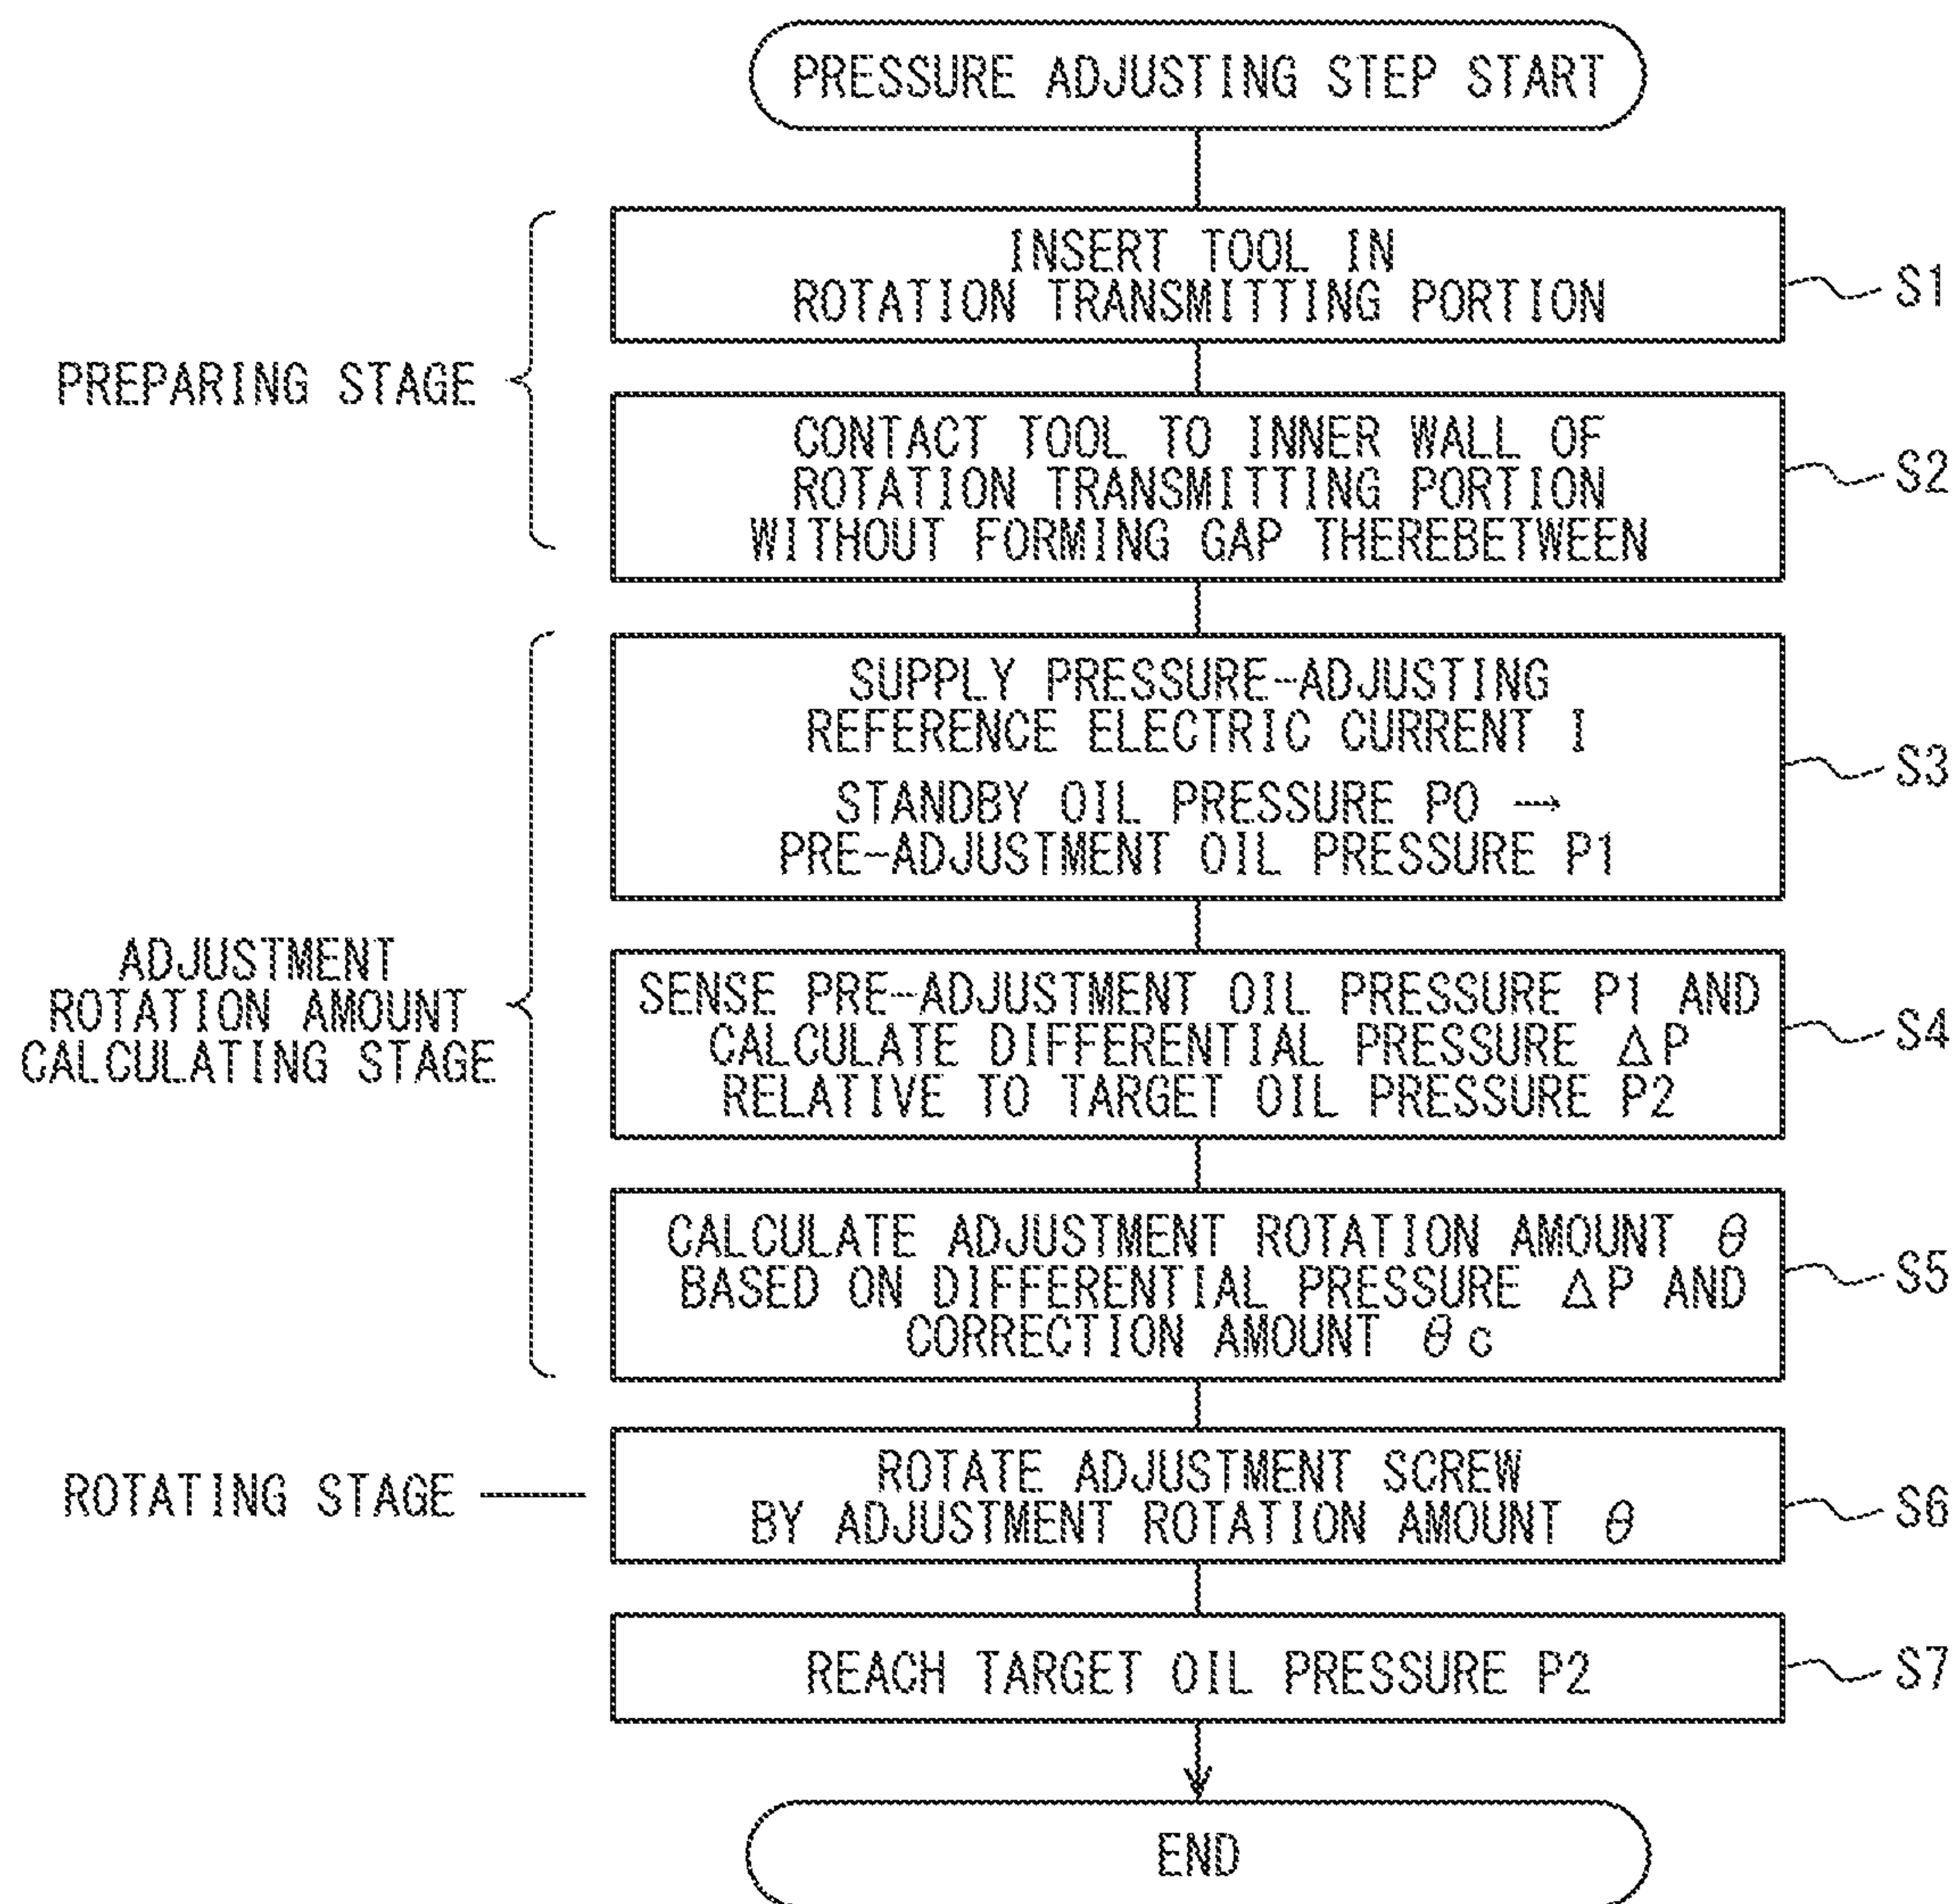 PRESSURE ADJUSTING STEP START
INSERT TOOL IN
ROTATION TRANSMITTING PORTION
S1
PREPARING STAGE
CONTACT TOOL TO INNER WALL OF
ROTATION TRANSMITTING PORTION
WITHOUT FORMING GAP THEREBETWEEN
S2
SUPPLY PRESSURE-ADJUSTING
REFERENCE ELECTRIC CURRENT I
STANDBY OIL PRESSURE P0 →
PRE-ADJUSTMENT OIL PRESSURE P1
S3
ADJUSTMENT
ROTATION AMOUNT
CALCULATING STAGE
SENSE PRE-ADJUSTMENT OIL PRESSURE P1 AND
CALCULATE DIFFERENTIAL PRESSURE ΔP
RELATIVE TO TARGET OIL PRESSURE P2
S4
CALCULATE ADJUSTMENT ROTATION AMOUNT θ
BASED ON DIFFERENTIAL PRESSURE ΔP AND
CORRECTION AMOUNT θc
S5
ROTATING STAGE
ROTATE ADJUSTMENT SCREW
BY ADJUSTMENT ROTATION AMOUNT θ
S6
REACH TARGET OIL PRESSURE P2
S7
END